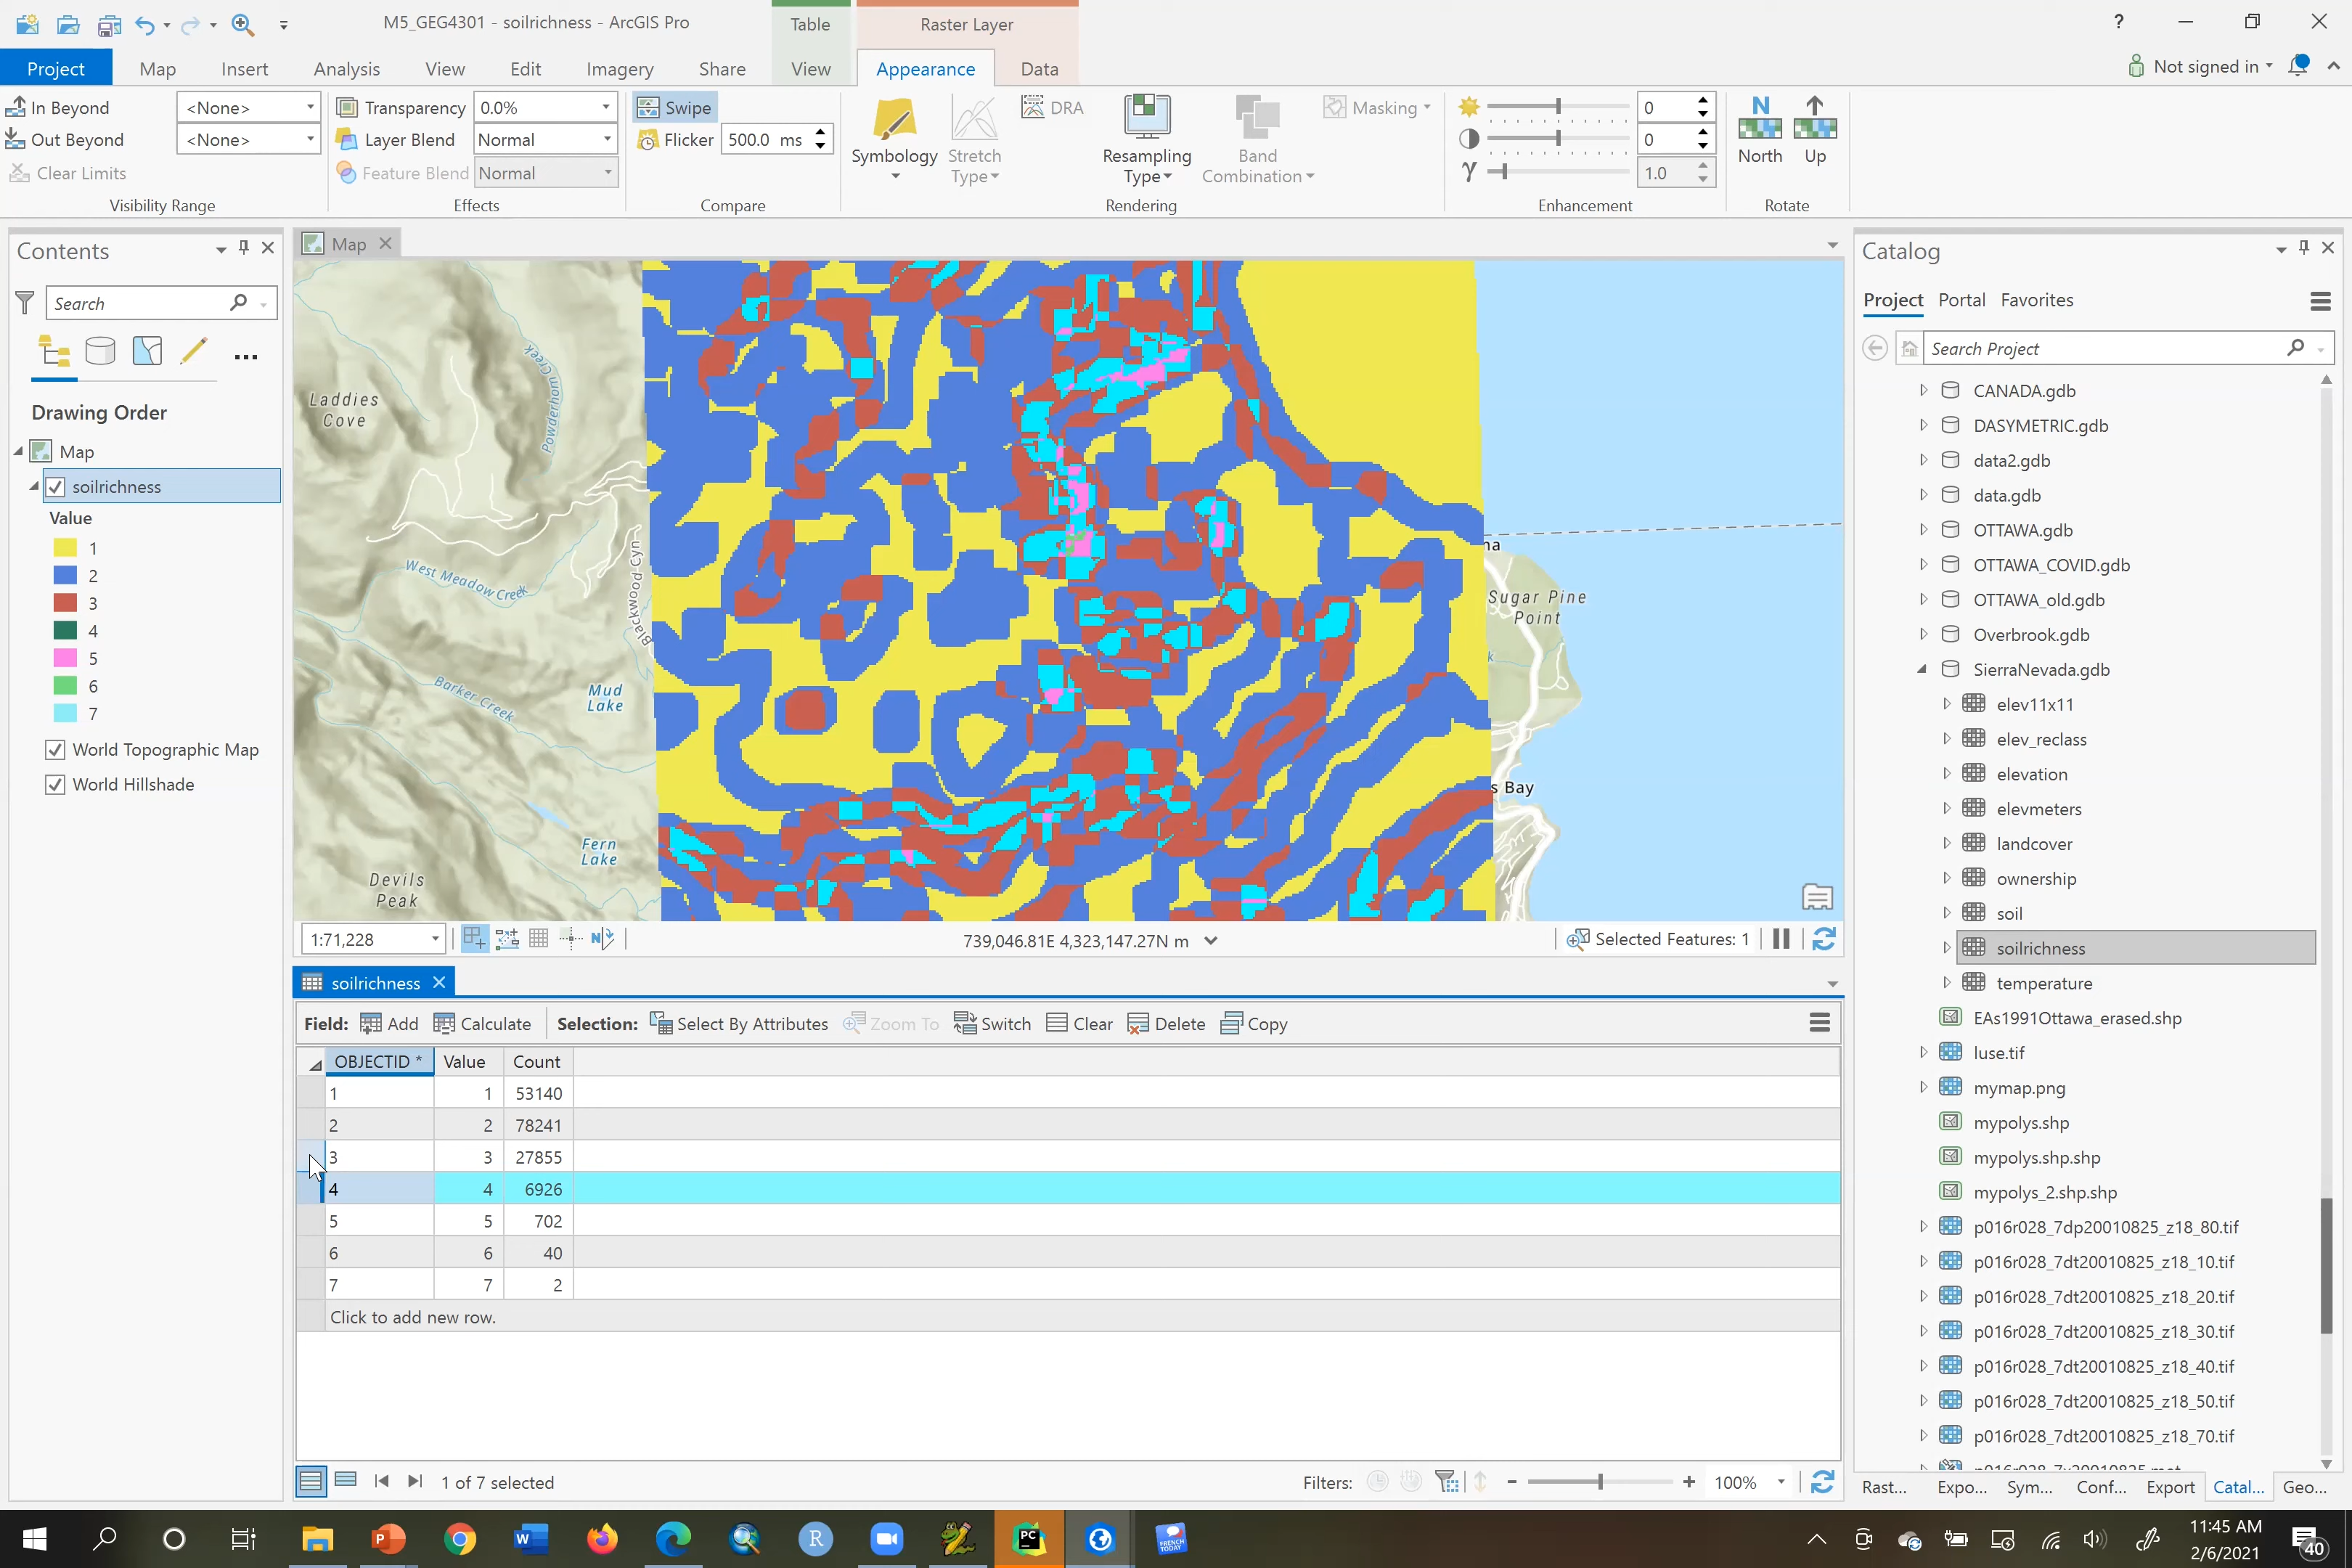 M5_GEG4301 - soilrichness - ArcGIS Pro
Table
Raster Layer
?
Project Map Insert Analysis View Edit Imagery Share View Appearance Data
Not signed in
In Beyond <None>
Out Beyond <None>
Clear Limits
Visibility Range
Transparency 0.0%
Layer Blend Normal
Feature Blend Normal
Effects
Swipe
Flicker 500.0 ms
Compare
Symbology
Stretch
Type
DRA
Resampling
Type
Band
Combination
Masking
Rendering
0
0
γ 1.0
Enhancement
N
North
Up
Rotate
Contents
Search
Drawing Order
Map
soilrichness
Value
1
2
3
4
5
6
7
World Topographic Map
World Hillshade
Map
Laddies
Cove
Powderhorn Creek
West Meadow Creek
Blackwood Cyn
Barker Creek
Mud
Lake
Fern
Lake
Devils
Peak
na
Sugar Pine
Point
k
s Bay
1:71,228
739,046.81E 4,323,147.27N m
Selected Features: 1
soilrichness
Field: Add Calculate Selection: Select By Attributes Zoom To Switch Clear Delete Copy
OBJECTID * Value Count
1 1 53140
2 2 78241
3 3 27855
4 4 6926
5 5 702
6 6 40
7 7 2
Click to add new row.
1 of 7 selected
Filters:
100%
Catalog
Project Portal Favorites
Search Project
CANADA.gdb
DASYMETRIC.gdb
data2.gdb
data.gdb
OTTAWA.gdb
OTTAWA_COVID.gdb
OTTAWA_old.gdb
Overbrook.gdb
SierraNevada.gdb
elev11x11
elev_reclass
elevation
elevmeters
landcover
ownership
soil
soilrichness
temperature
EAs1991Ottawa_erased.shp
luse.tif
mymap.png
mypolys.shp
mypolys.shp.shp
mypolys_2.shp.shp
p016r028_7dp20010825_z18_80.tif
p016r028_7dt20010825_z18_10.tif
p016r028_7dt20010825_z18_20.tif
p016r028_7dt20010825_z18_30.tif
p016r028_7dt20010825_z18_40.tif
p016r028_7dt20010825_z18_50.tif
p016r028_7dt20010825_z18_70.tif
Rast... Expo... Sym... Conf... Export Catal... Geo...
P
W
R
PC
FRENCH
TODAY
11:45 AM
2/6/2021
40